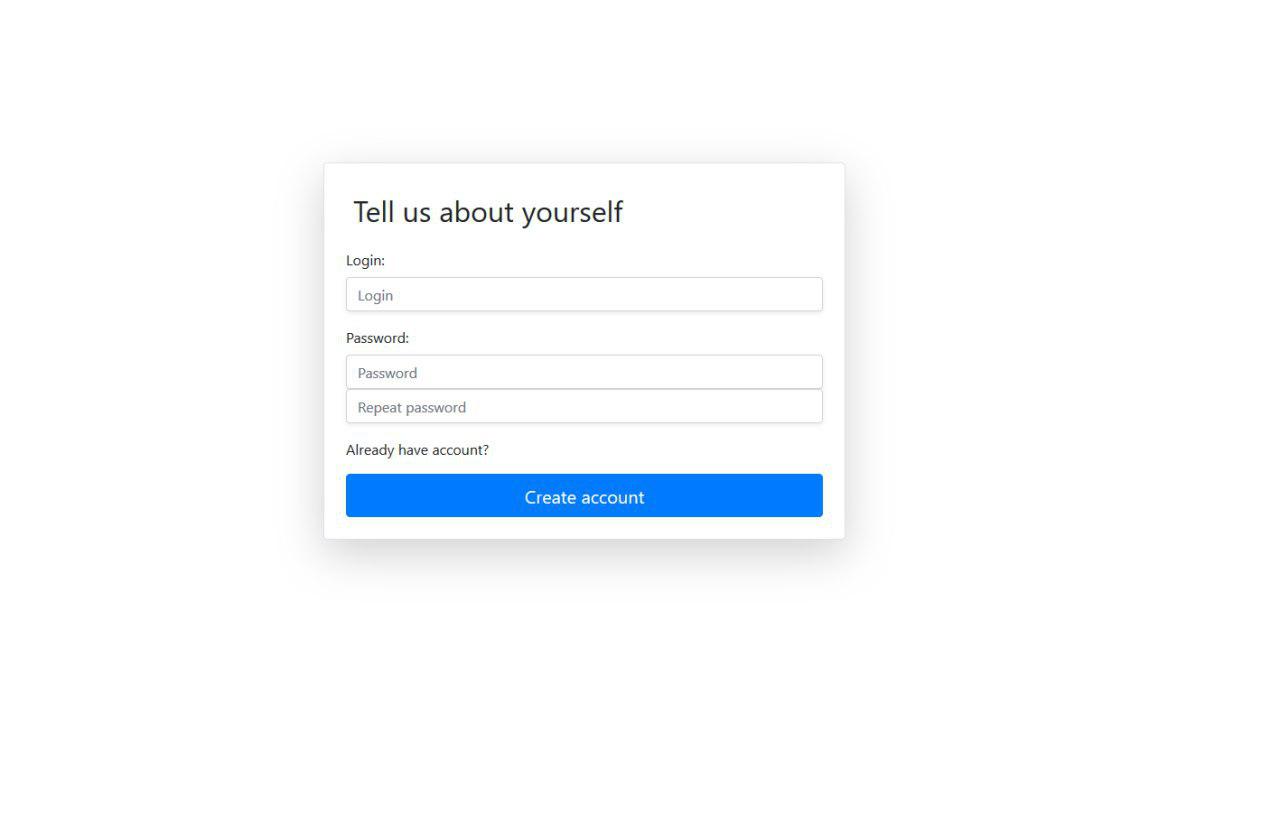 Tell us about yourself
Login:
Login
Password:
Password
Repeat password
Already have account?
Create account